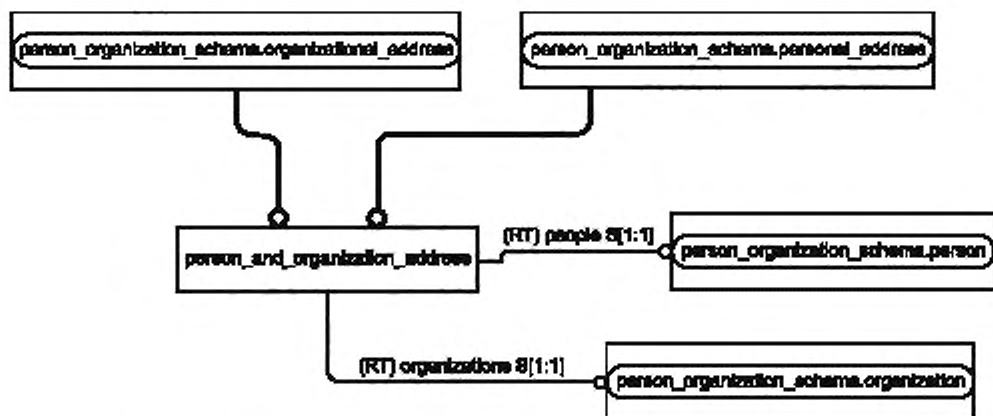 person_organization_schema.organizational_address
person_organization_schema.personal_address
person_and_organization_address
(RT) people S[1:1]
person_organization_schema.person
(RT) organizations S[1:1]
person_organization_schema.organization